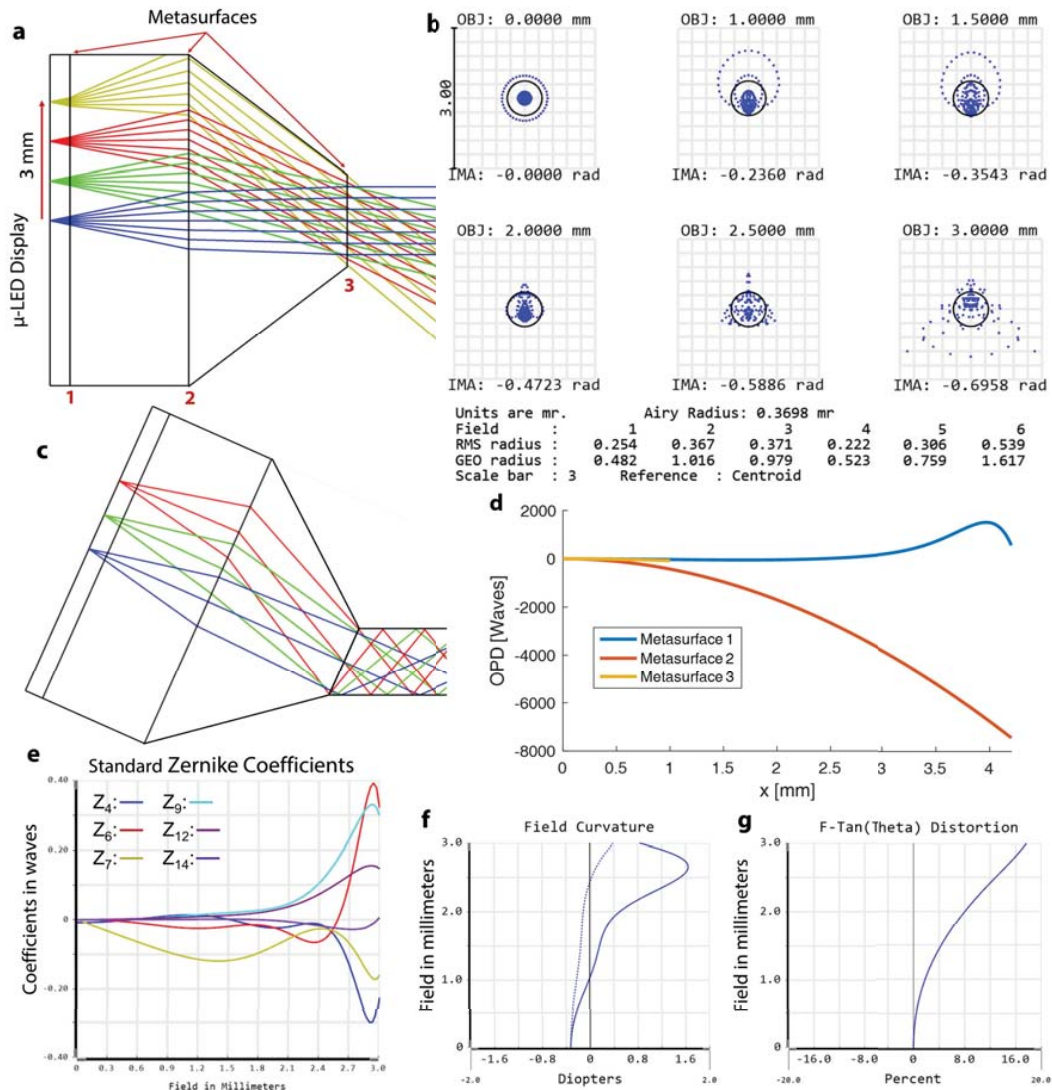 Metasurfaces
a
3 mm
μ-LED Display
1
2
3
b
OBJ: 0.0000 mm
OBJ: 1.0000 mm
OBJ: 1.5000 mm
3.00
IMA: -0.0000 rad
IMA: -0.2360 rad
IMA: -0.3543 rad
OBJ: 2.0000 mm
OBJ: 2.5000 mm
OBJ: 3.0000 mm
IMA: -0.4723 rad
IMA: -0.5886 rad
IMA: -0.6958 rad
Units are mr. Airy Radius: 0.3698 mr
Field : 1 2 3 4 5 6
RMS radius : 0.254 0.367 0.371 0.222 0.306 0.539
GEO radius : 0.482 1.016 0.979 0.523 0.759 1.617
Scale bar : 3 Reference : Centroid
c
d
2000
0
-2000
-4000
-6000
-8000
OPD [Waves]
Metasurface 1
Metasurface 2
Metasurface 3
0 0.5 1 1.5 2 2.5 3 3.5 4
x [mm]
e
Standard Zernike Coefficients
0.40
0.20
0
-0.20
-0.40
Coefficients in waves
Z4: Z9:
Z6: Z12:
Z7: Z14:
0 0.3 0.6 0.9 1.2 1.5 1.8 2.1 2.4 2.7 3.0
Field in Millimeters
f
Field Curvature
3.0
2.0
1.0
0
Field in millimeters
-1.6 -0.8 0 0.8 1.6
-2.0 Diopters 2.0
g
F-Tan(Theta) Distortion
3.0
2.0
1.0
0
Field in millimeters
-16.0 -8.0 0 8.0 16.0
-20.0 Percent 20.0